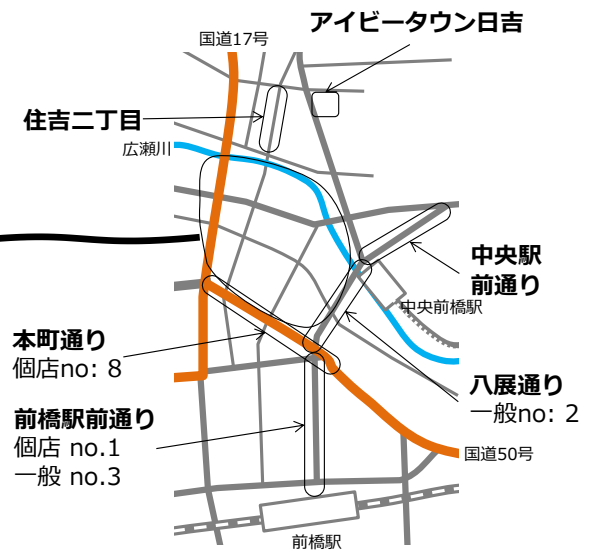 アイビータウン日吉
国道17号
住吉二丁目
広瀬川
中央駅
前通り
中央前橋駅
本町通り
個店no: 8
八展通り
一般no: 2
前橋駅前通り
個店 no.1
一般 no.3
国道50号
前橋駅